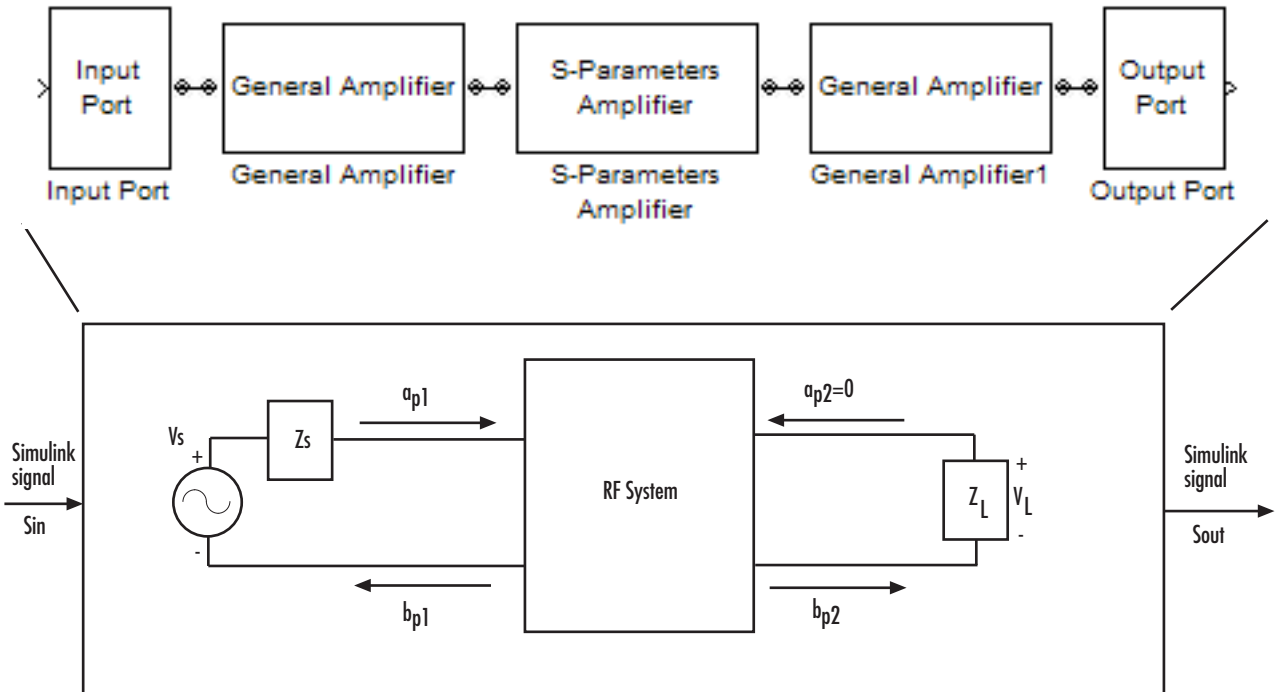 Input
Port
General Amplifier
S-Parameters
Amplifier
General Amplifier
Output
Port
Input Port
General Amplifier
S-Parameters
Amplifier
General Amplifier1
Output Port
Simulink
signal
Sin
Vs
+
-
Zs
ap1
bp1
RF System
ap2=0
bp2
ZL
+
VL
-
Simulink
signal
Sout